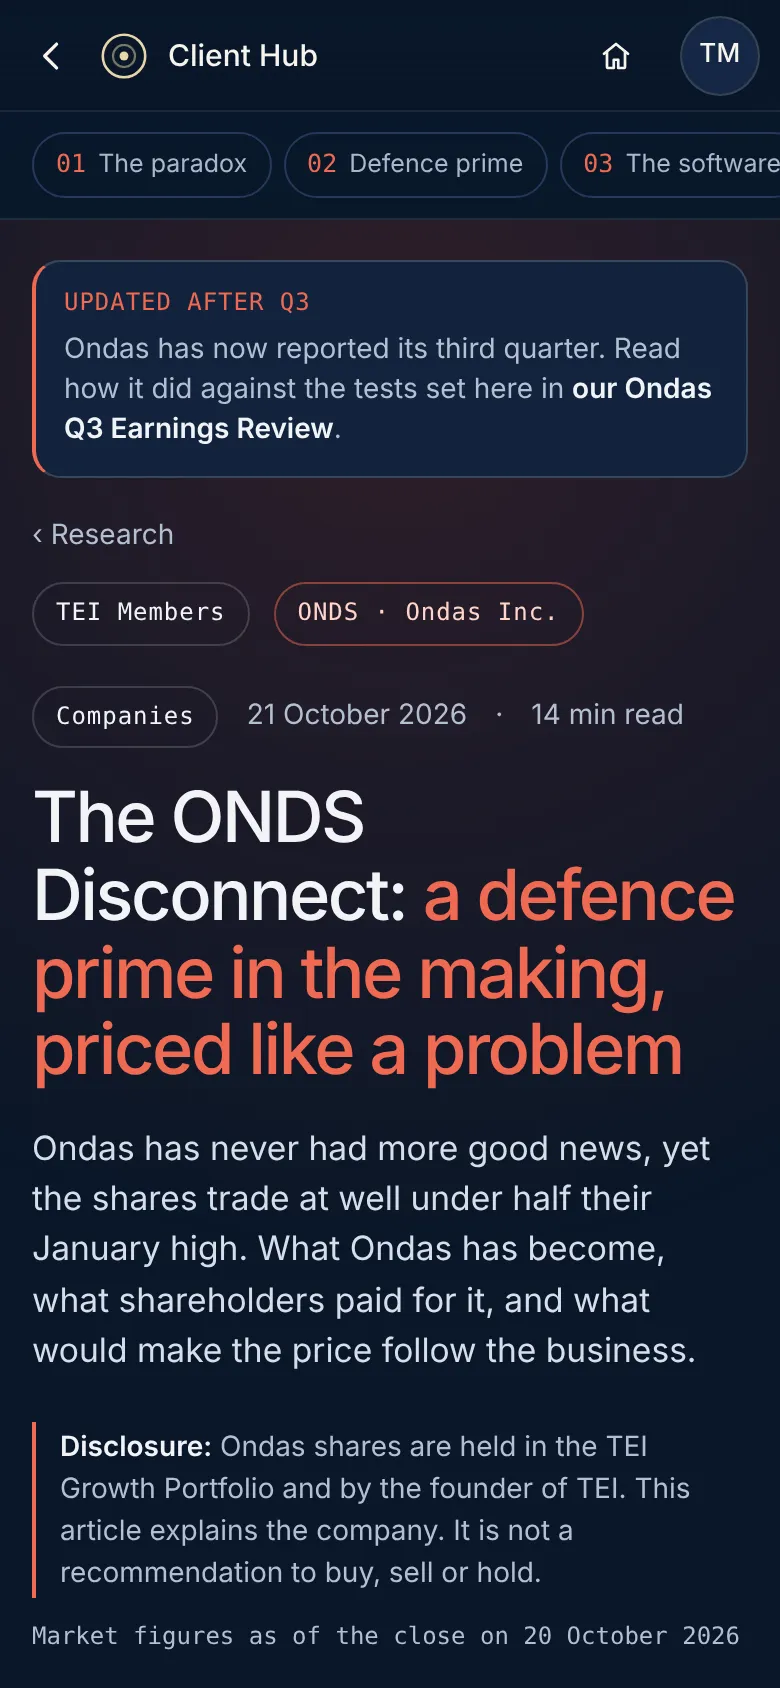 Client Hub
TM
01 The paradox
02 Defence prime
03 The software
UPDATED AFTER Q3
Ondas has now reported its third quarter. Read
how it did against the tests set here in our Ondas
Q3 Earnings Review.
‹ Research
TEI Members
ONDS · Ondas Inc.
Companies
21 October 2026 · 14 min read
The ONDS
Disconnect: a defence
prime in the making,
priced like a problem
Ondas has never had more good news, yet
the shares trade at well under half their
January high. What Ondas has become,
what shareholders paid for it, and what
would make the price follow the business.
Disclosure: Ondas shares are held in the TEI
Growth Portfolio and by the founder of TEI. This
article explains the company. It is not a
recommendation to buy, sell or hold.
Market figures as of the close on 20 October 2026